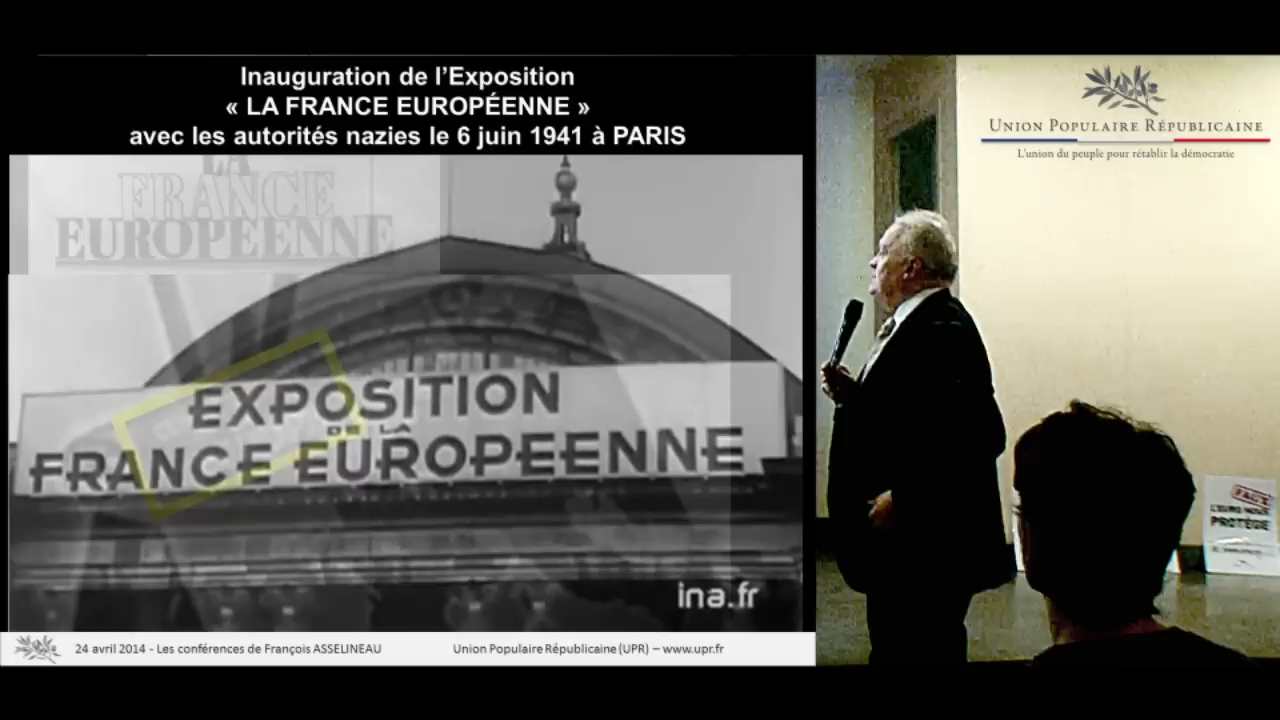 Inauguration de l'Exposition
« LA FRANCE EUROPÉENNE »
avec les autorités nazies le 6 juin 1941 à PARIS
LA
FRANCE
EUROPEENNE
EXPOSITION
DE LA
FRANCE EUROPEENNE
ina.fr
24 avril 2014 - Les conférences de François ASSELINEAU
Union Populaire Républicaine (UPR) – www.upr.fr
UNION POPULAIRE RÉPUBLICAINE
L'union du peuple pour rétablir la démocratie
FAUX
L'EURO NOUS
PROTÈGE